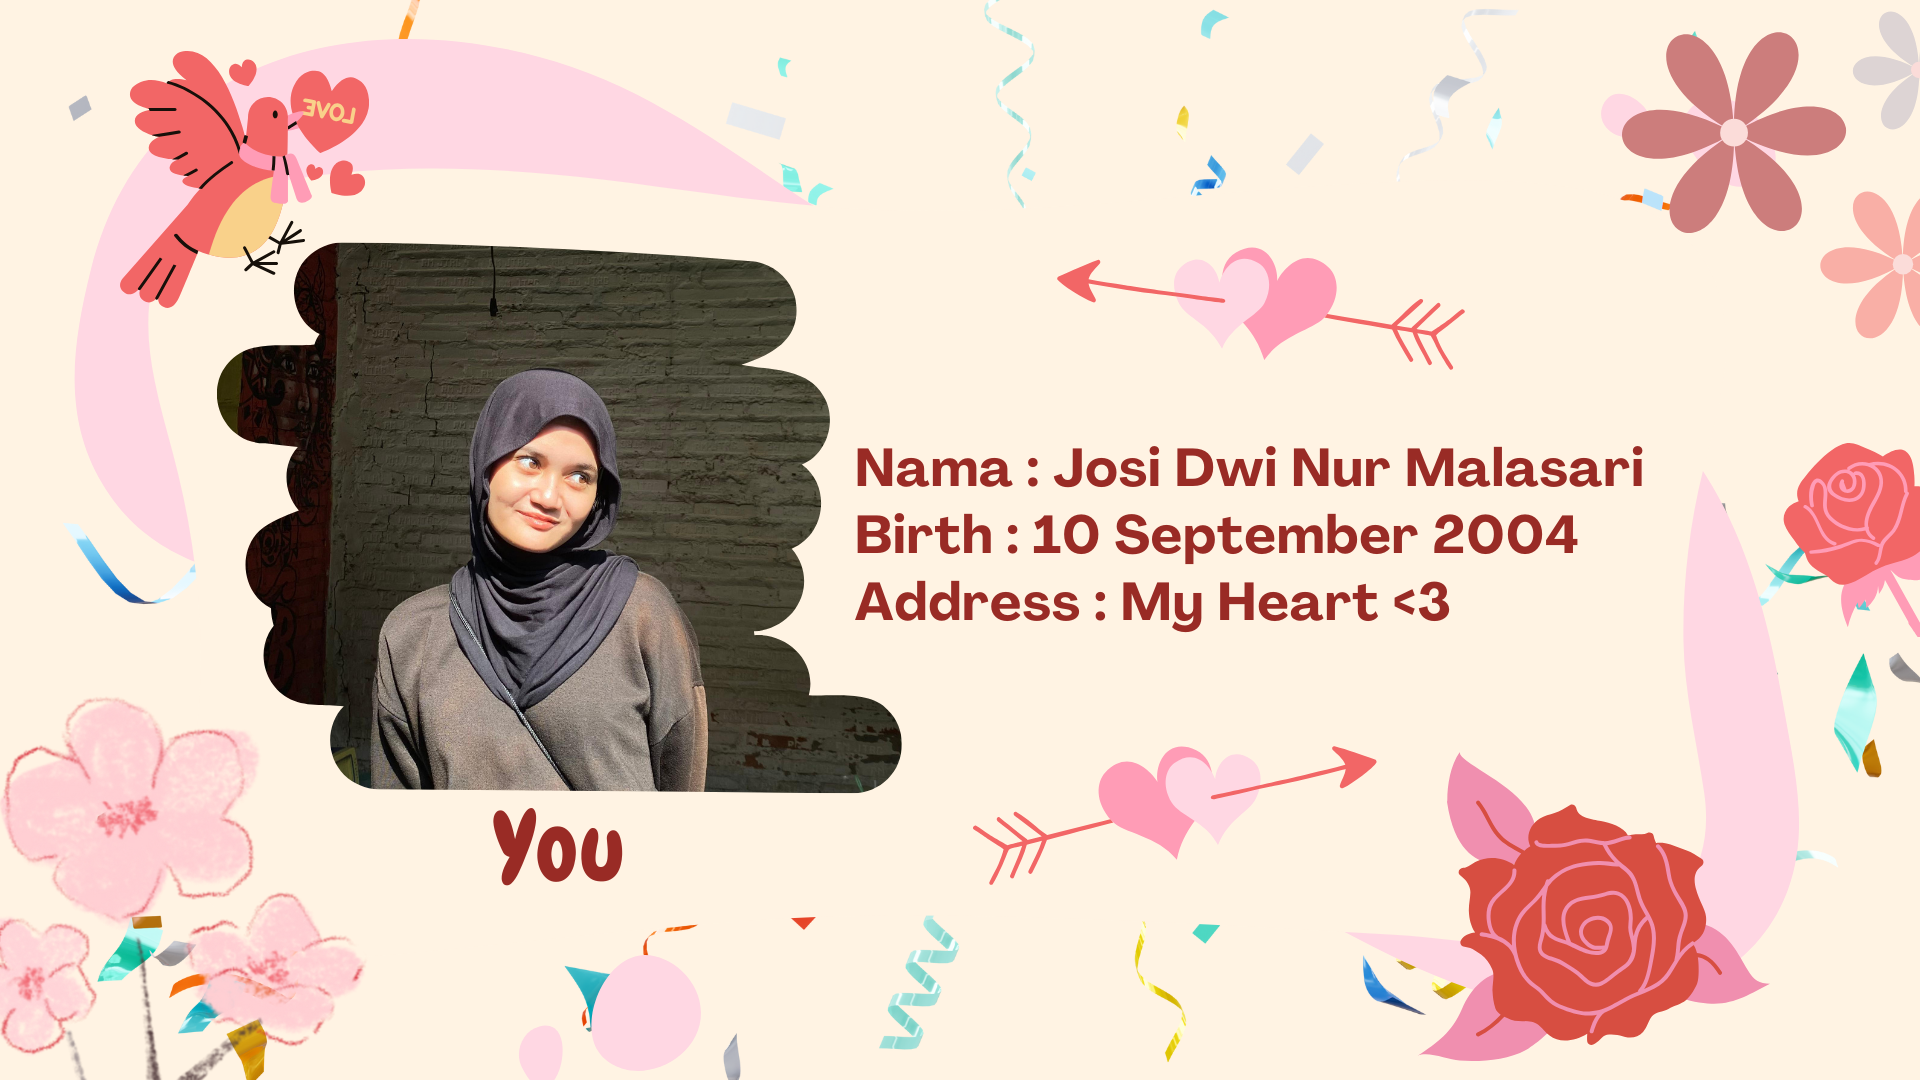 LOVE
Nama : Josi Dwi Nur Malasari
Birth : 10 September 2004
Address : My Heart <3
You